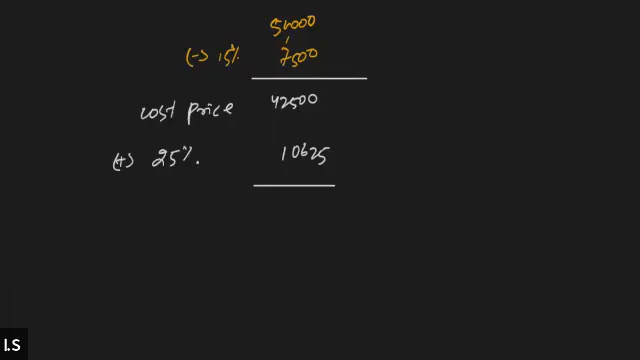 50000
(-) 15% 7500
cost price 42500
(+) 25%. 10625
I.S